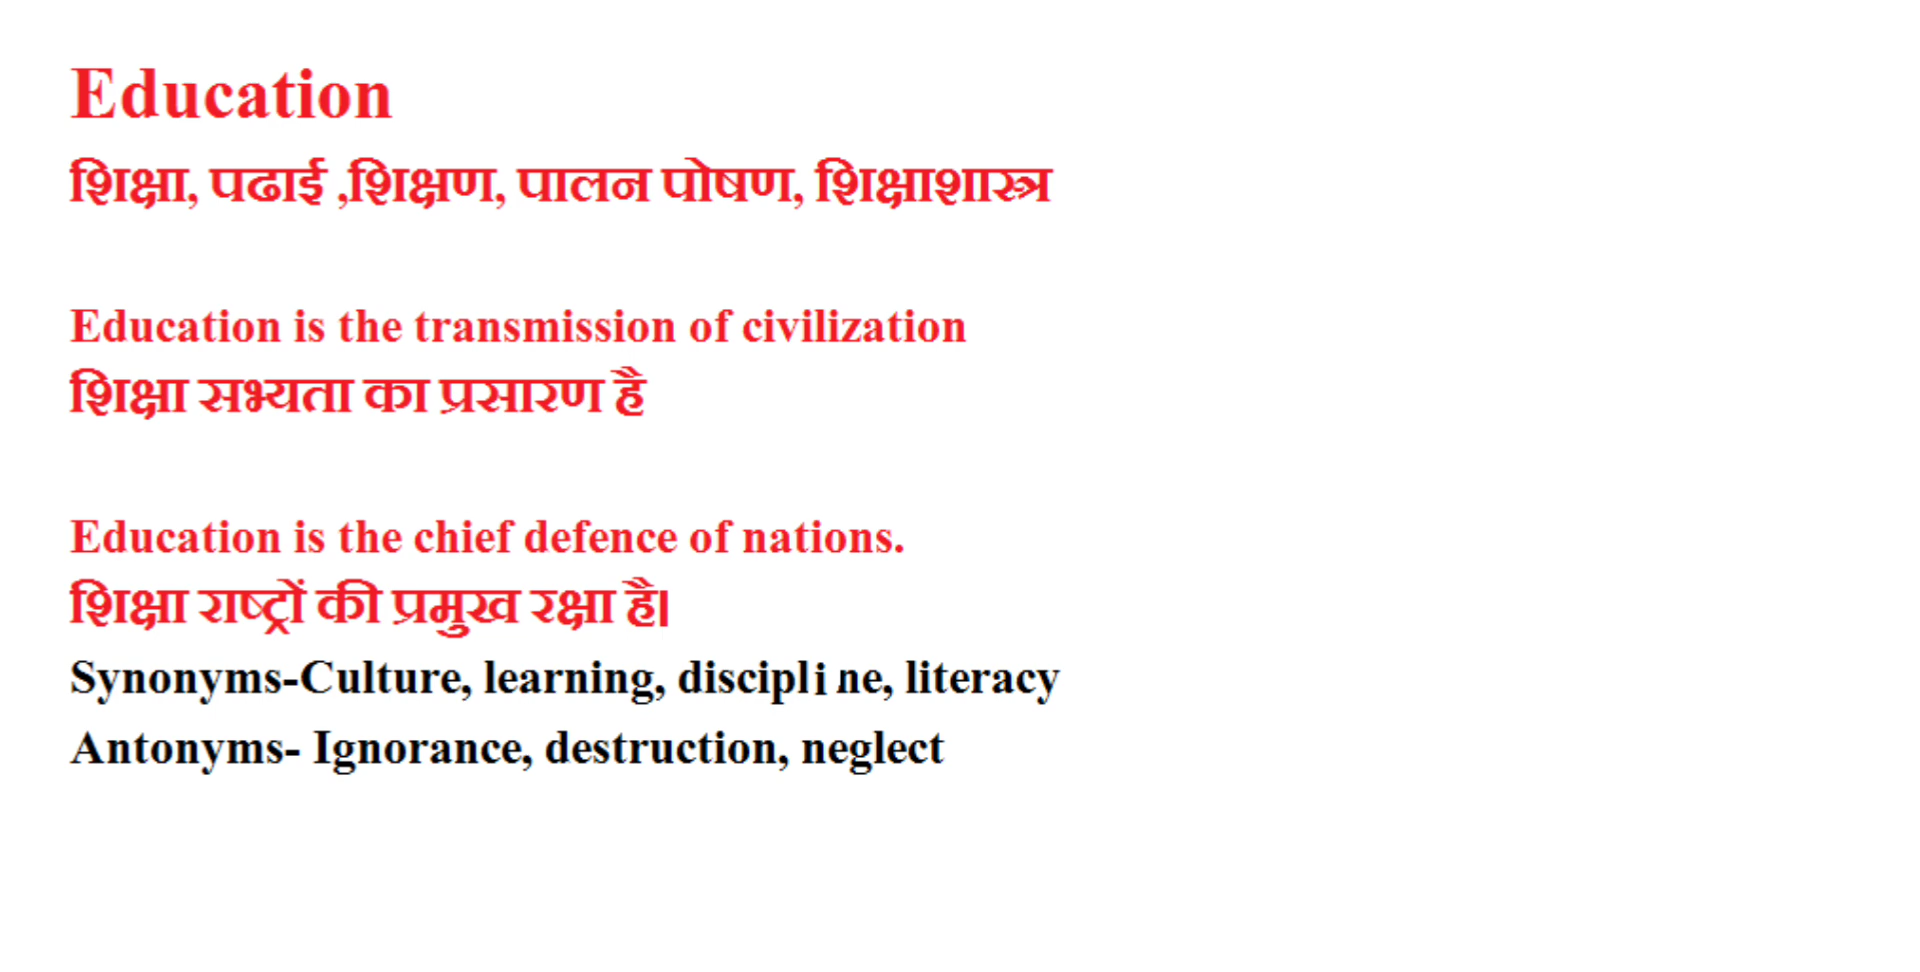 Education
शिक्षा, पढाई ,शिक्षण, पालन पोषण, शिक्षाशास्त्र
Education is the transmission of civilization
शिक्षा सभ्यता का प्रसारण है
Education is the chief defence of nations.
शिक्षा राष्ट्रों की प्रमुख रक्षा है।
Synonyms-Culture, learning, discipli ne, literacy
Antonyms- Ignorance, destruction, neglect